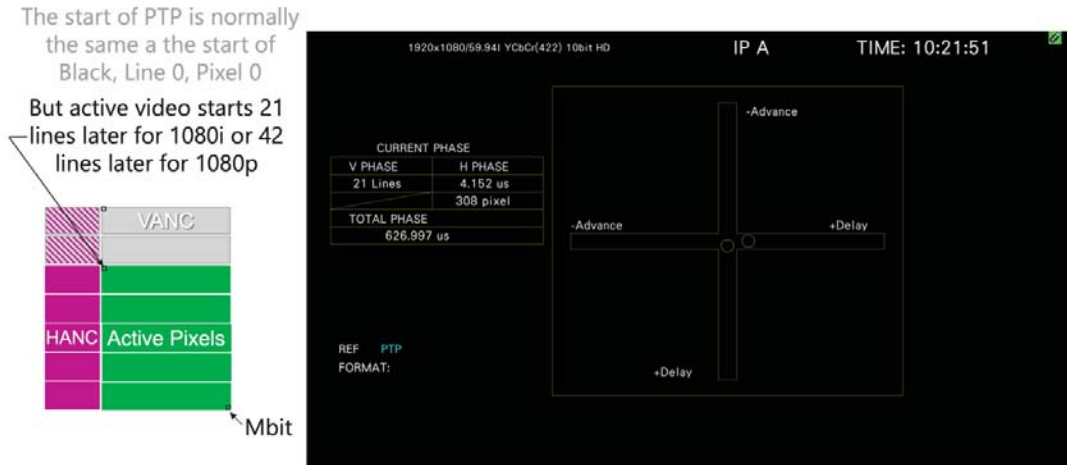 The start of PTP is normally
the same a the start of
Black, Line 0, Pixel 0
But active video starts 21
lines later for 1080i or 42
lines later for 1080p
VANC
HANC Active Pixels
Mbit
1920x1080/59.94I YCbCr(422) 10bit HD IP A TIME: 10:21:51
CURRENT PHASE
V PHASE H PHASE
21 Lines 4.152 us
308 pixel
TOTAL PHASE
626.997 us
REF PTP
FORMAT:
-Advance
-Advance +Delay
+Delay